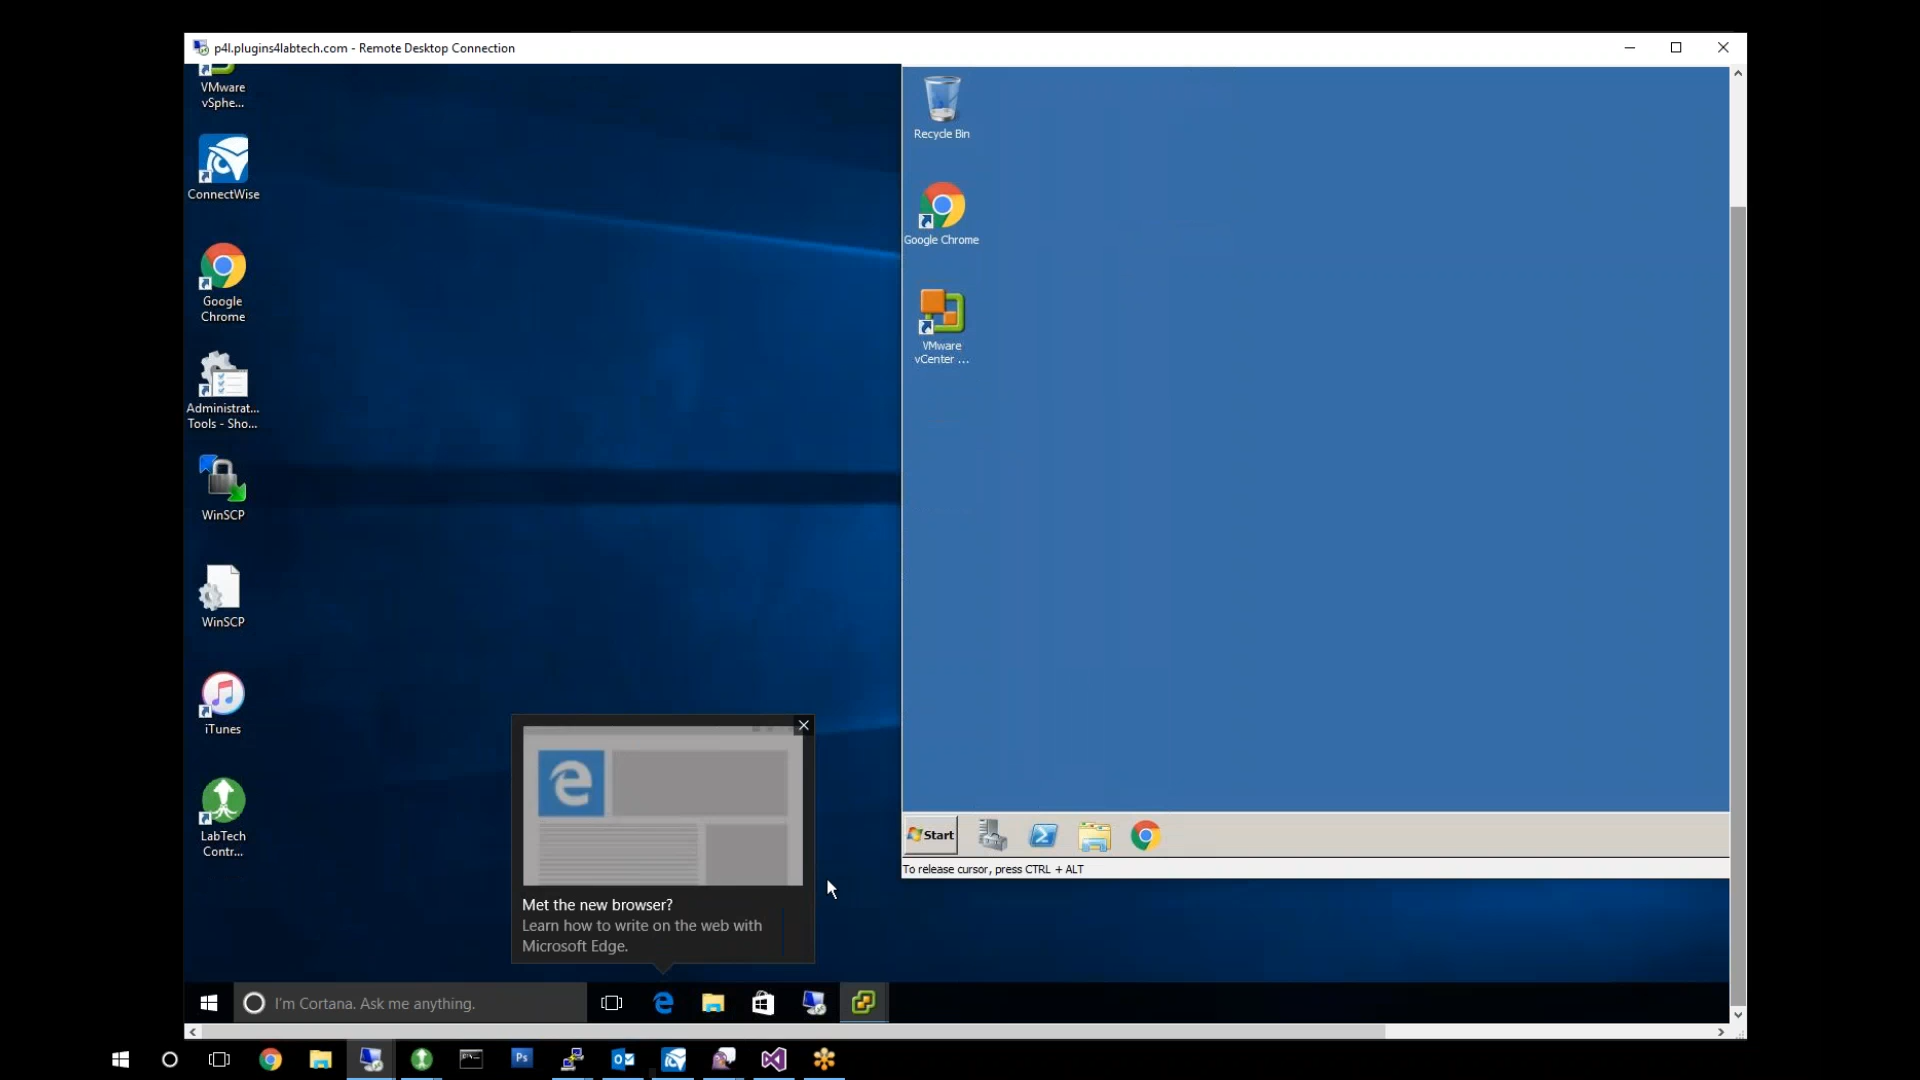 p4l.plugins4labtech.com - Remote Desktop Connection
VMware
vSphe...
ConnectWise
Google
Chrome
Administrat...
Tools - Sho...
WinSCP
WinSCP
iTunes
LabTech
Contr...
Recycle Bin
Google Chrome
VMware
vCenter ...
Start
To release cursor, press CTRL + ALT
Met the new browser?
Learn how to write on the web with
Microsoft Edge.
I'm Cortana. Ask me anything.
Ps